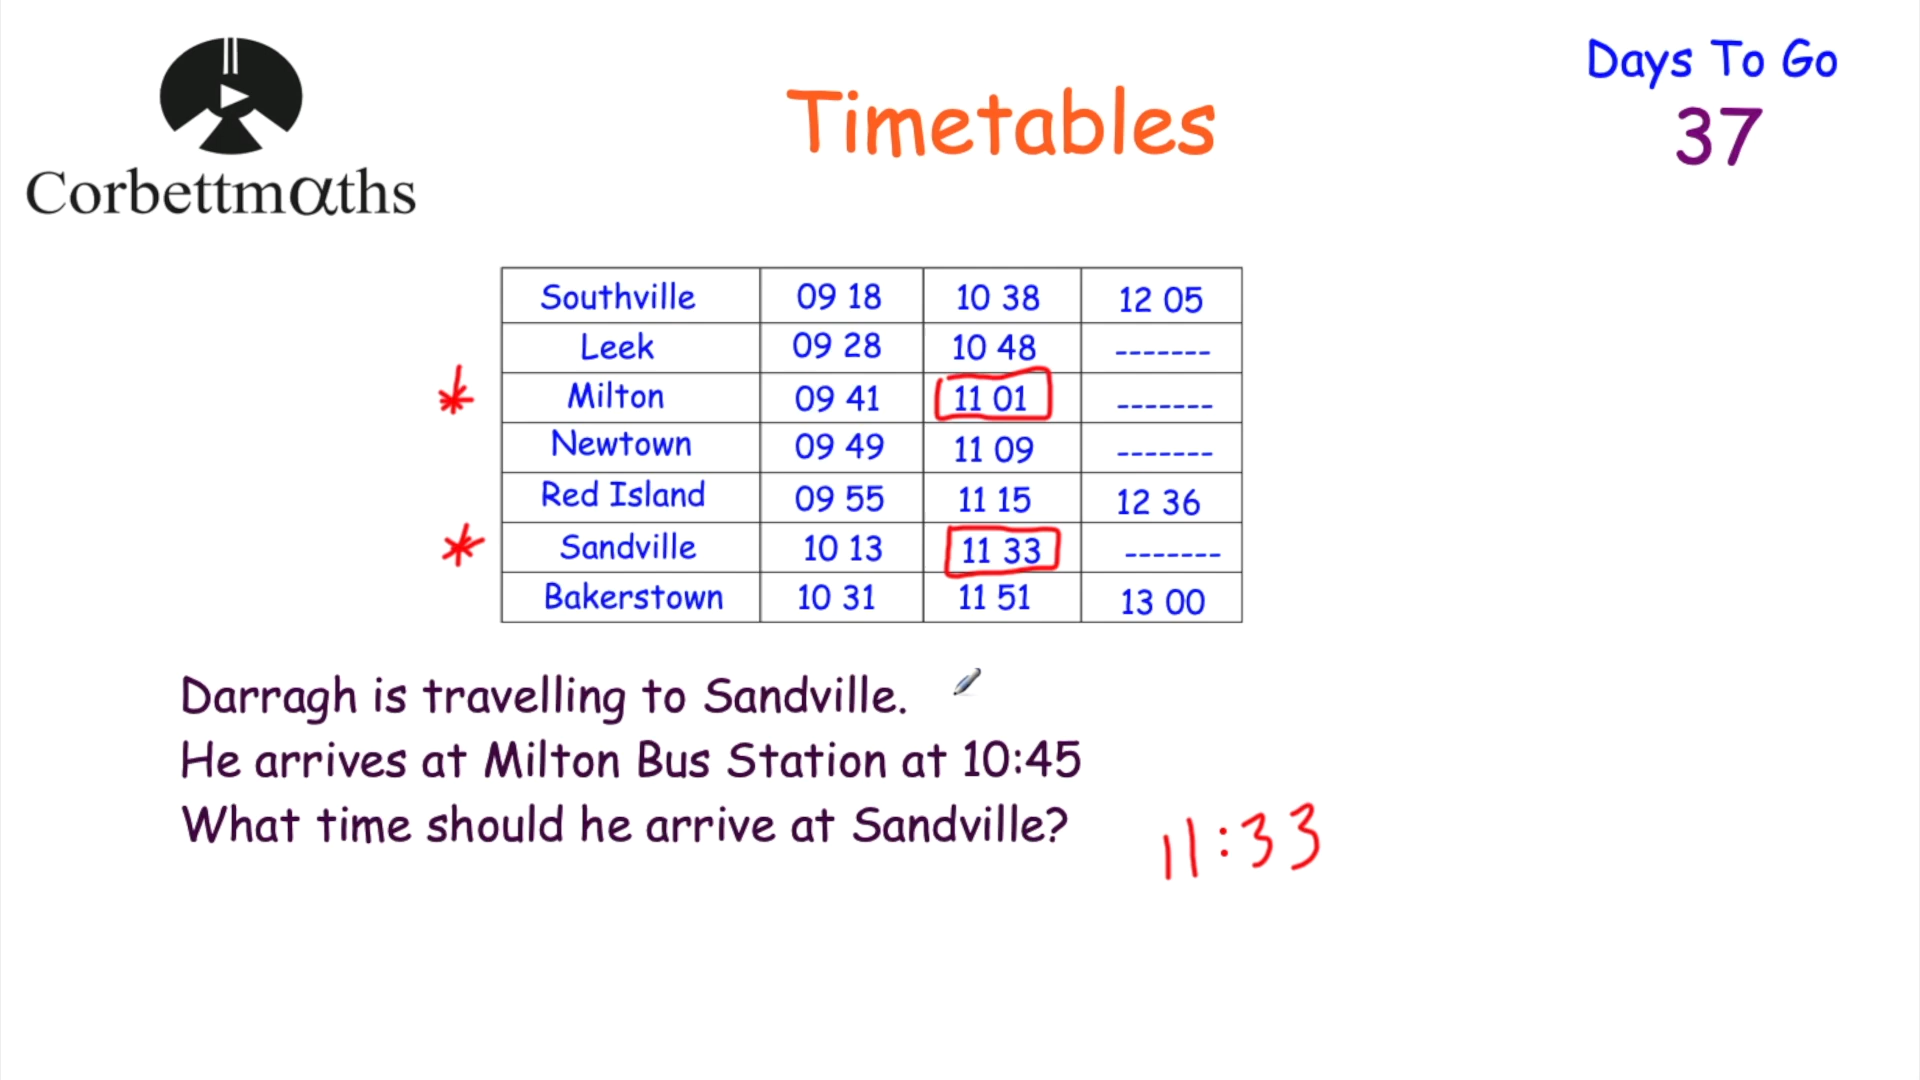 Corbettmαths
Timetables
Days To Go
37
Southville 09 18 10 38 12 05
Leek 09 28 10 48 -------
Milton 09 41 11 01 -------
Newtown 09 49 11 09 -------
Red Island 09 55 11 15 12 36
Sandville 10 13 11 33 -------
Bakerstown 10 31 11 51 13 00
Darragh is travelling to Sandville.
He arrives at Milton Bus Station at 10:45
What time should he arrive at Sandville?
11:33